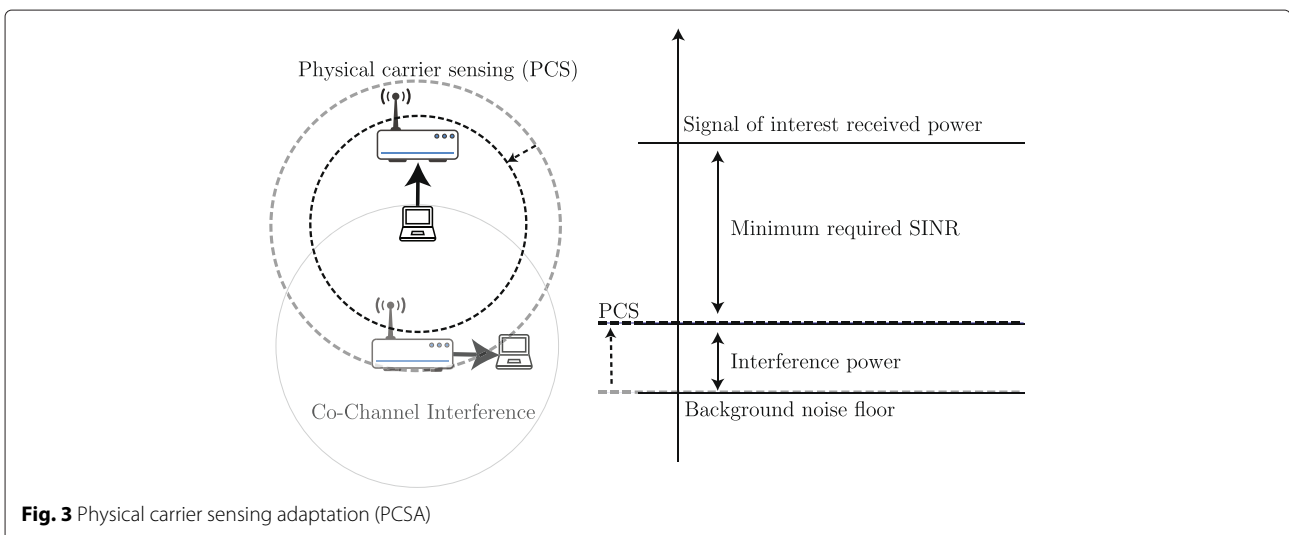 Physical carrier sensing (PCS)
Co-Channel Interference
Signal of interest received power
Minimum required SINR
PCS
Interference power
Background noise floor
Fig. 3 Physical carrier sensing adaptation (PCSA)